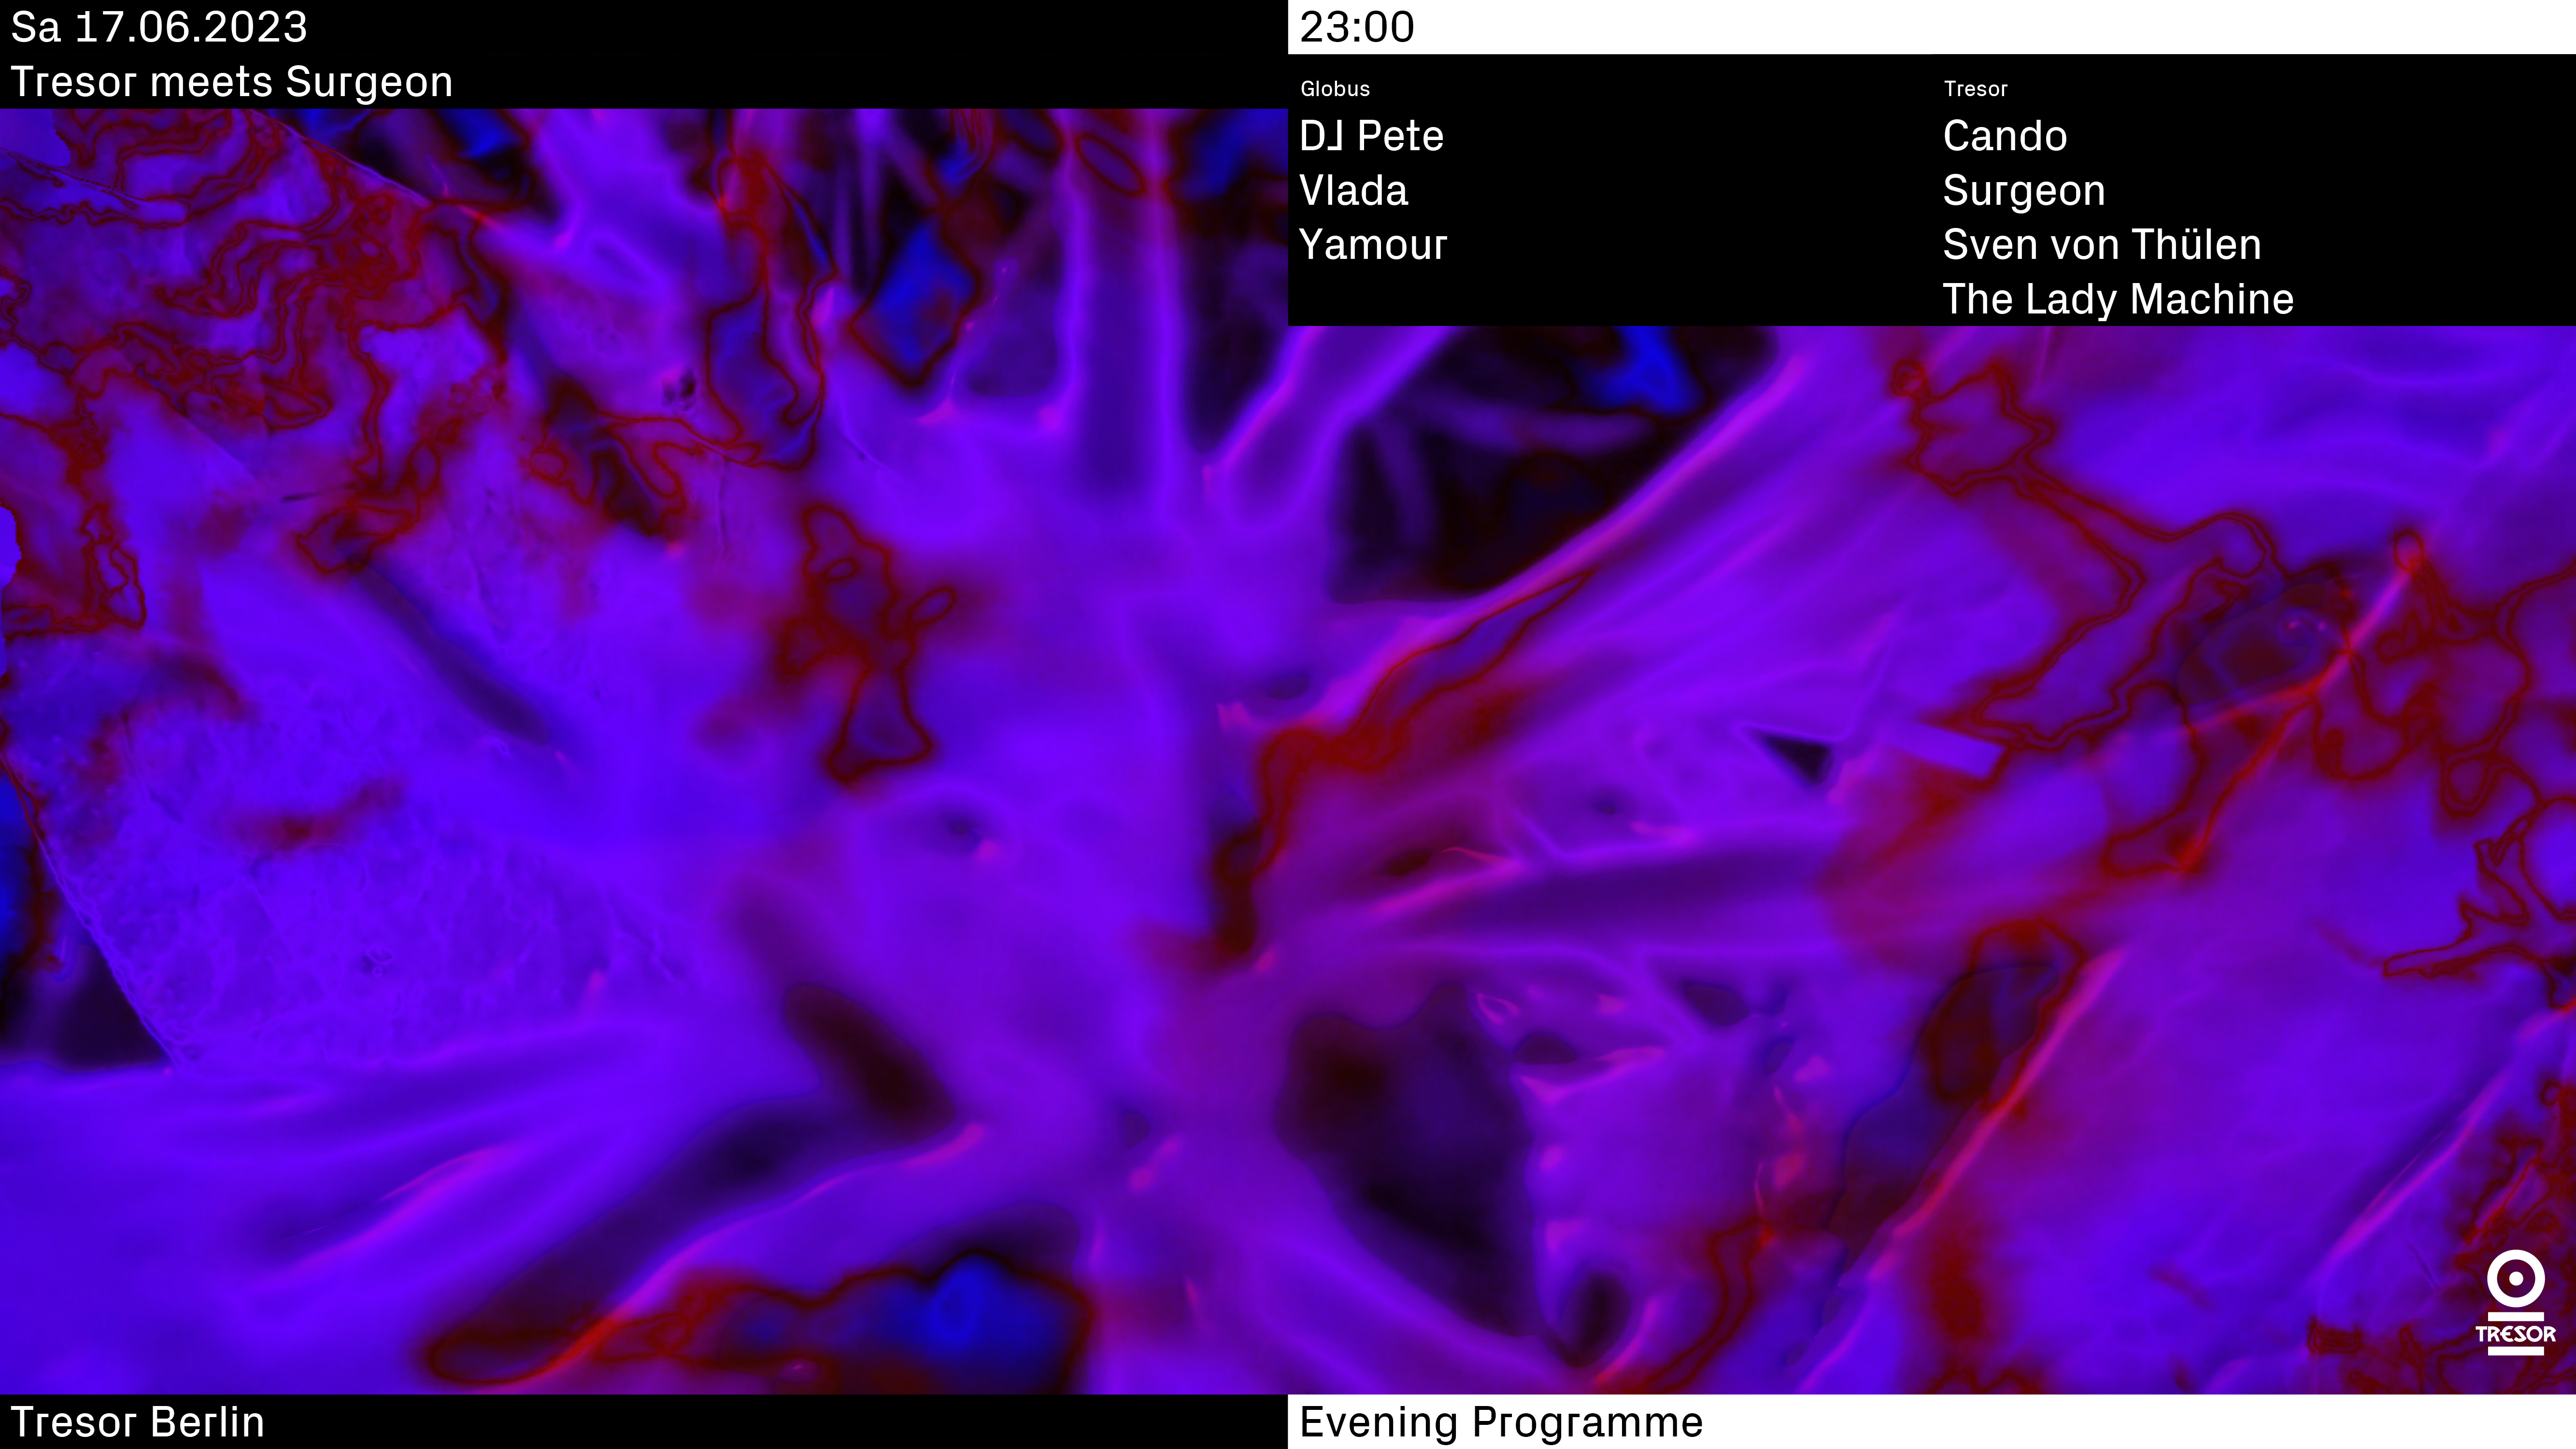 Sa 17.06.2023
Tresor meets Surgeon
23:00
Globus
DJ Pete
Vlada
Yamour
Tresor
Cando
Surgeon
Sven von Thülen
The Lady Machine
TRESOR
Tresor Berlin
Evening Programme